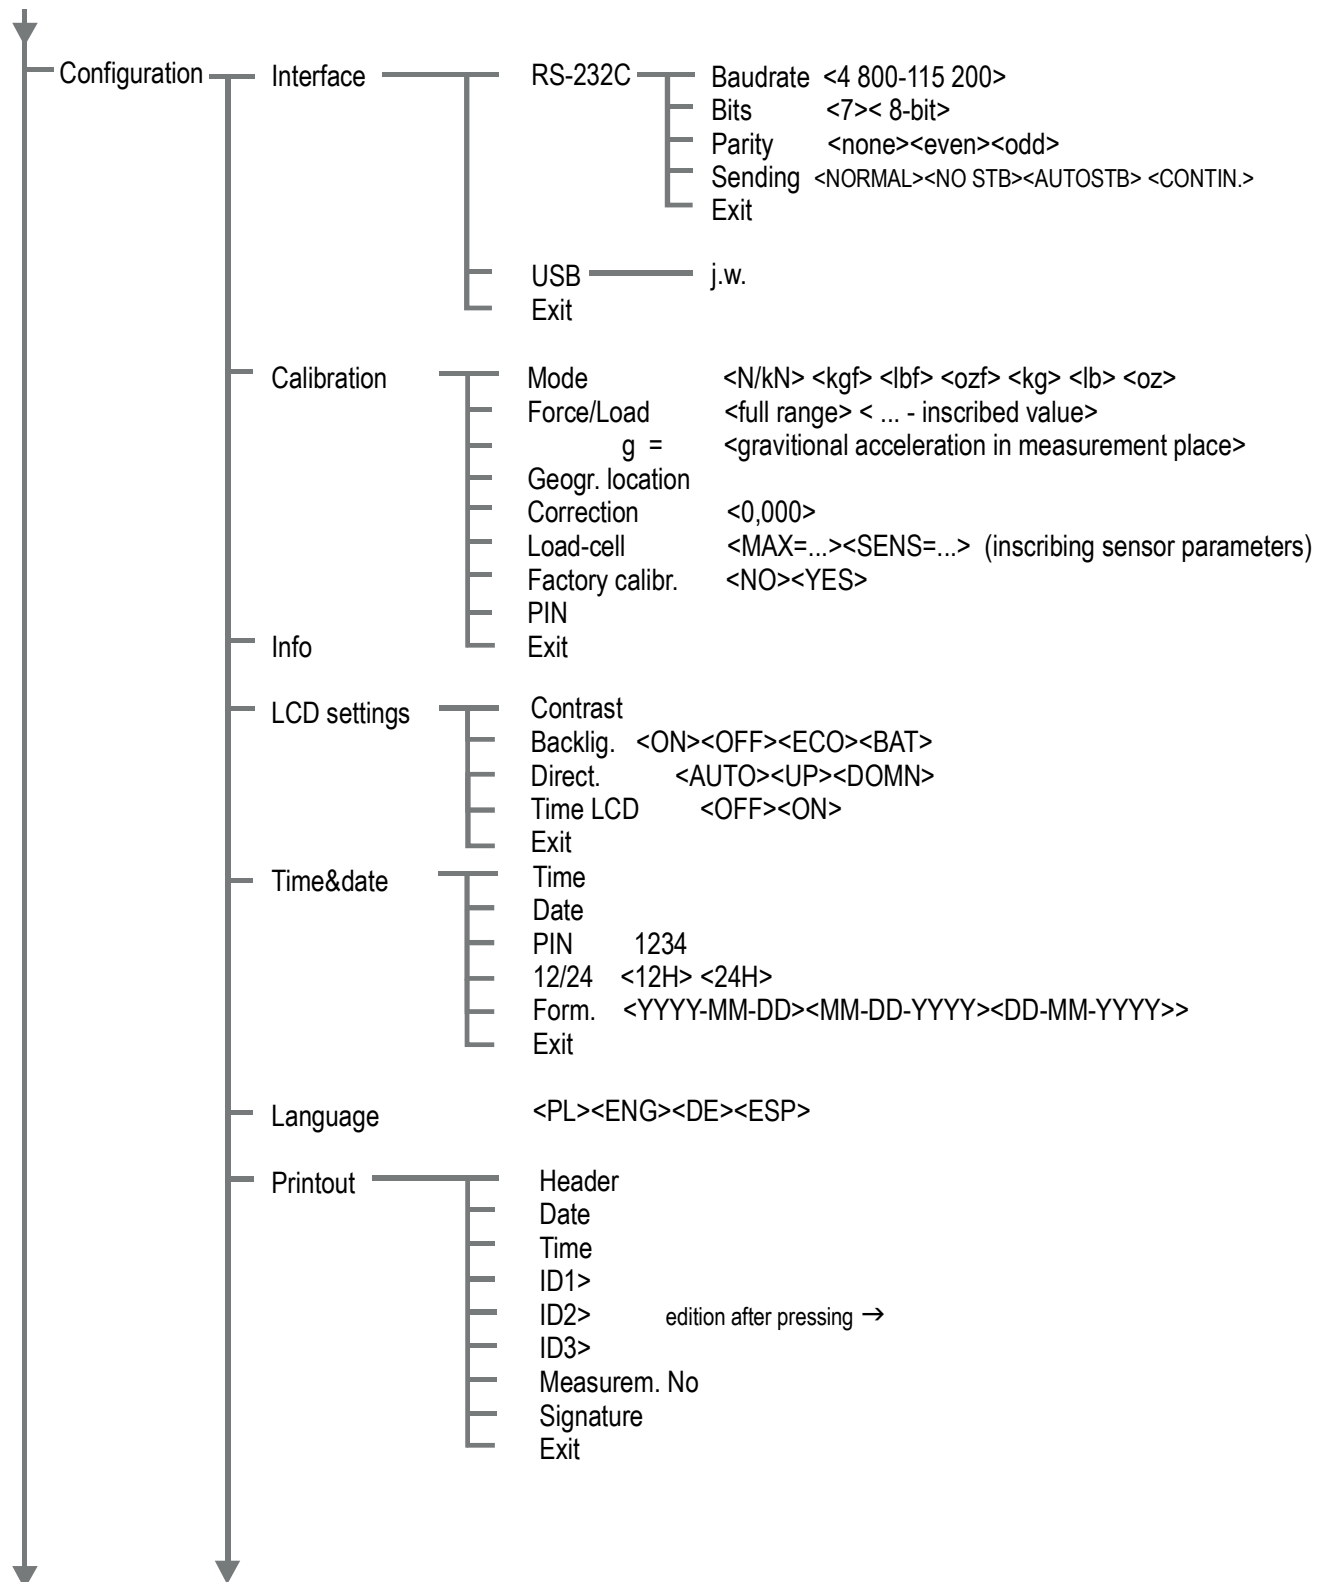 Configuration Interface RS-232C Baudrate <4 800-115 200>
Bits <7>< 8-bit>
Parity <none><even><odd>
Sending <NORMAL><NO STB><AUTOSTB> <CONTIN.>
Exit
USB j.w.
Exit
Calibration Mode <N/kN> <kgf> <lbf> <ozf> <kg> <lb> <oz>
Force/Load <full range> < ... - inscribed value>
g = <gravitional acceleration in measurement place>
Geogr. location
Correction <0,000>
Load-cell <MAX=...><SENS=...> (inscribing sensor parameters)
Factory calibr. <NO><YES>
PIN
Info Exit
LCD settings Contrast
Backlig. <ON><OFF><ECO><BAT>
Direct. <AUTO><UP><DOMN>
Time LCD <OFF><ON>
Exit
Time&date Time
Date
PIN 1234
12/24 <12H> <24H>
Form. <YYYY-MM-DD><MM-DD-YYYY><DD-MM-YYYY>>
Exit
Language <PL><ENG><DE><ESP>
Printout Header
Date
Time
ID1>
ID2> edition after pressing →
ID3>
Measurem. No
Signature
Exit